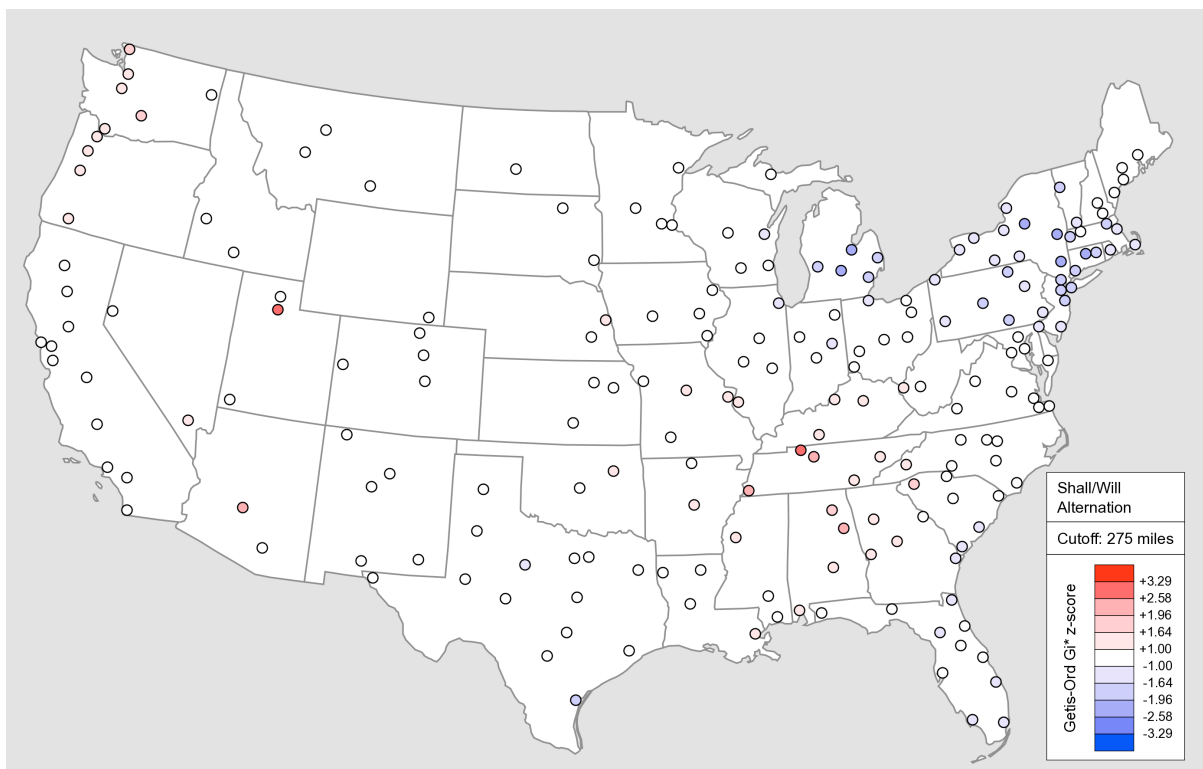 Shall/Will
Alternation
Cutoff: 275 miles
Getis-Ord Gi* z-score
+3.29
+2.58
+1.96
+1.64
+1.00
-1.00
-1.64
-1.96
-2.58
-3.29